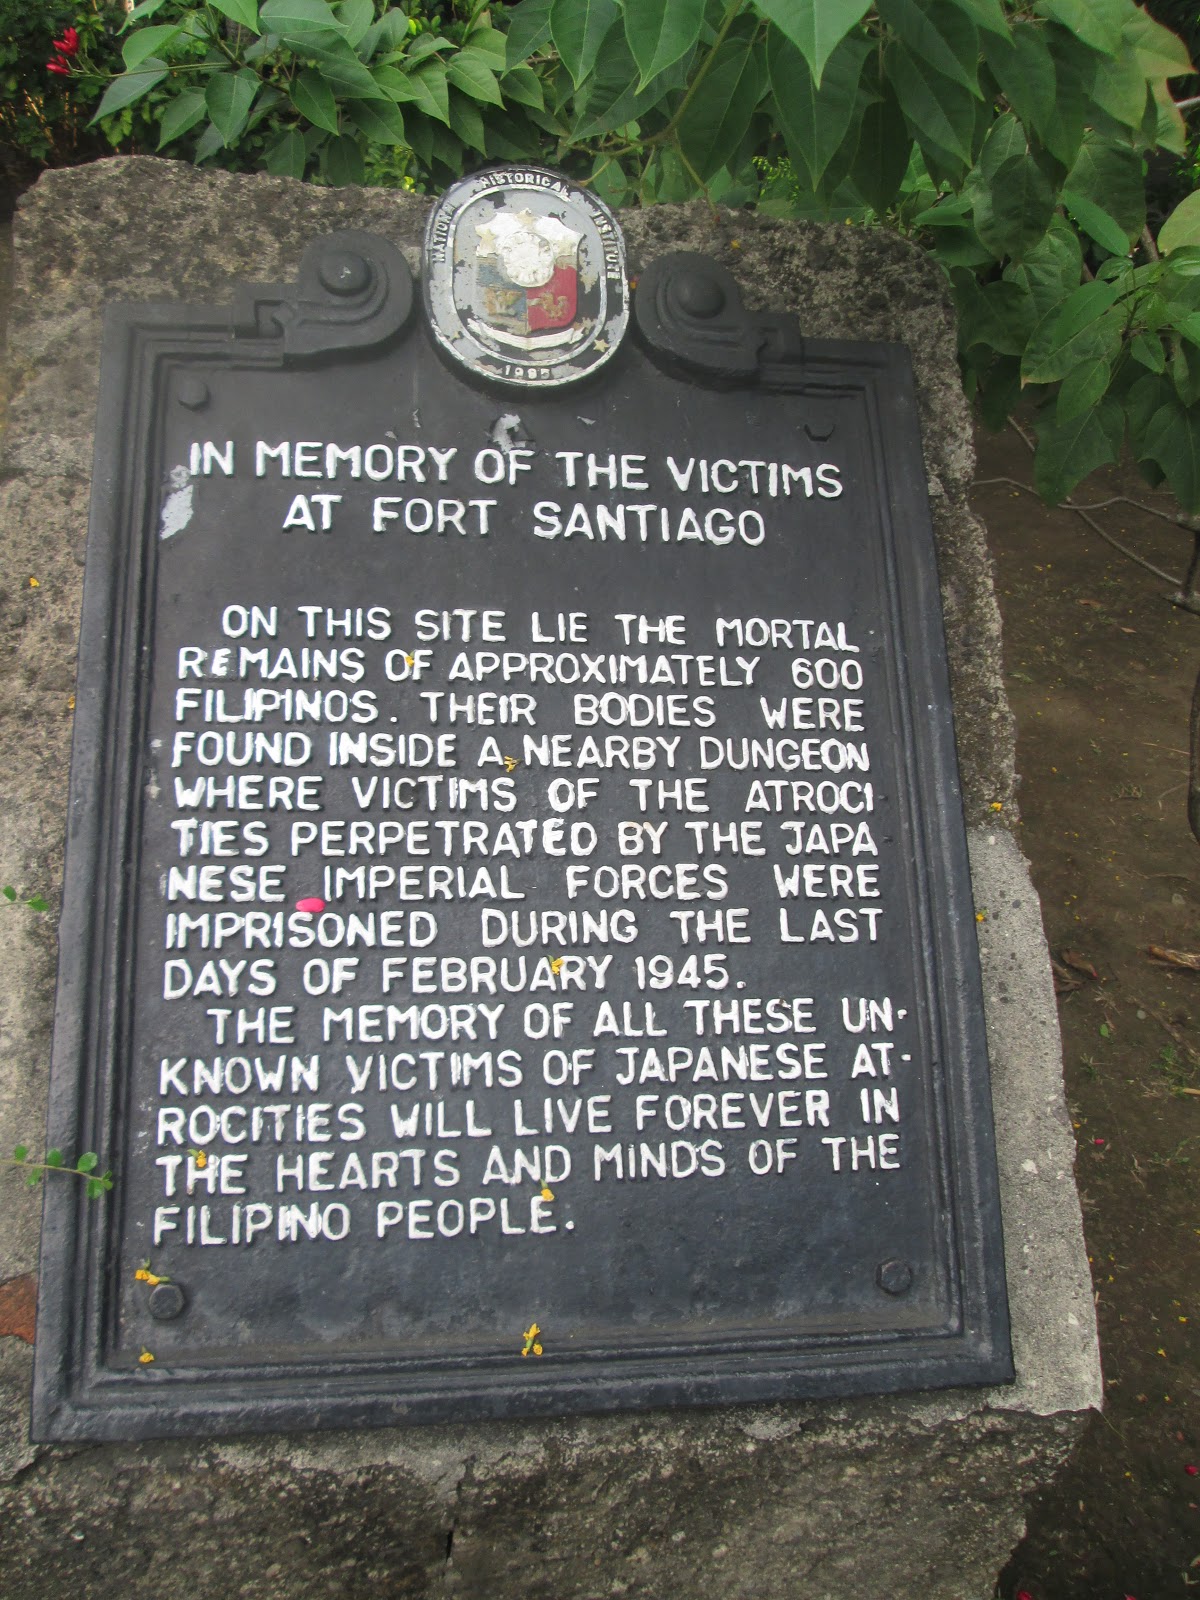 NATIONAL HISTORICAL INSTITUTE
1985
IN MEMORY OF THE VICTIMS
AT FORT SANTIAGO
ON THIS SITE LIE THE MORTAL
REMAINS OF APPROXIMATELY 600
FILIPINOS. THEIR BODIES WERE
FOUND INSIDE A NEARBY DUNGEON
WHERE VICTIMS OF THE ATROCI
TIES PERPETRATED BY THE JAPA
NESE IMPERIAL FORCES WERE
IMPRISONED DURING THE LAST
DAYS OF FEBRUARY 1945.
THE MEMORY OF ALL THESE UN-
KNOWN VICTIMS OF JAPANESE AT-
ROCITIES WILL LIVE FOREVER IN
THE HEARTS AND MINDS OF THE
FILIPINO PEOPLE.